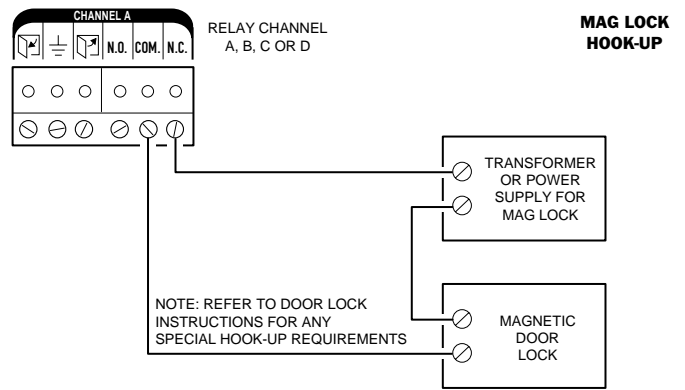 CHANNEL A
N.O. COM. N.C.
RELAY CHANNEL
A, B, C OR D
MAG LOCK
HOOK-UP
TRANSFORMER
OR POWER
SUPPLY FOR
MAG LOCK
NOTE: REFER TO DOOR LOCK
INSTRUCTIONS FOR ANY
SPECIAL HOOK-UP REQUIREMENTS
MAGNETIC
DOOR
LOCK